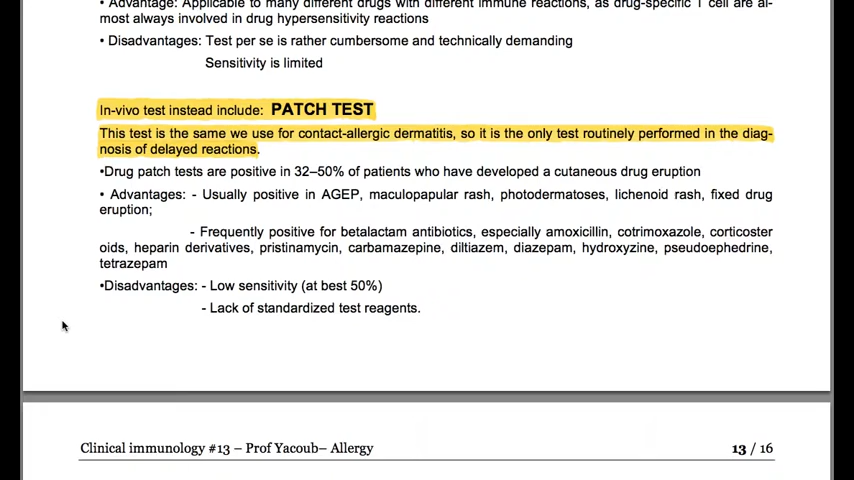 • Advantage: Applicable to many different drugs with different immune reactions, as drug-specific T cell are al-
most always involved in drug hypersensitivity reactions
• Disadvantages: Test per se is rather cumbersome and technically demanding
Sensitivity is limited
In-vivo test instead include: PATCH TEST
This test is the same we use for contact-allergic dermatitis, so it is the only test routinely performed in the diag-
nosis of delayed reactions.
•Drug patch tests are positive in 32–50% of patients who have developed a cutaneous drug eruption
• Advantages: - Usually positive in AGEP, maculopapular rash, photodermatoses, lichenoid rash, fixed drug
eruption;
- Frequently positive for betalactam antibiotics, especially amoxicillin, cotrimoxazole, corticoster
oids, heparin derivatives, pristinamycin, carbamazepine, diltiazem, diazepam, hydroxyzine, pseudoephedrine,
tetrazepam
•Disadvantages: - Low sensitivity (at best 50%)
- Lack of standardized test reagents.
Clinical immunology #13 – Prof Yacoub– Allergy 13 / 16